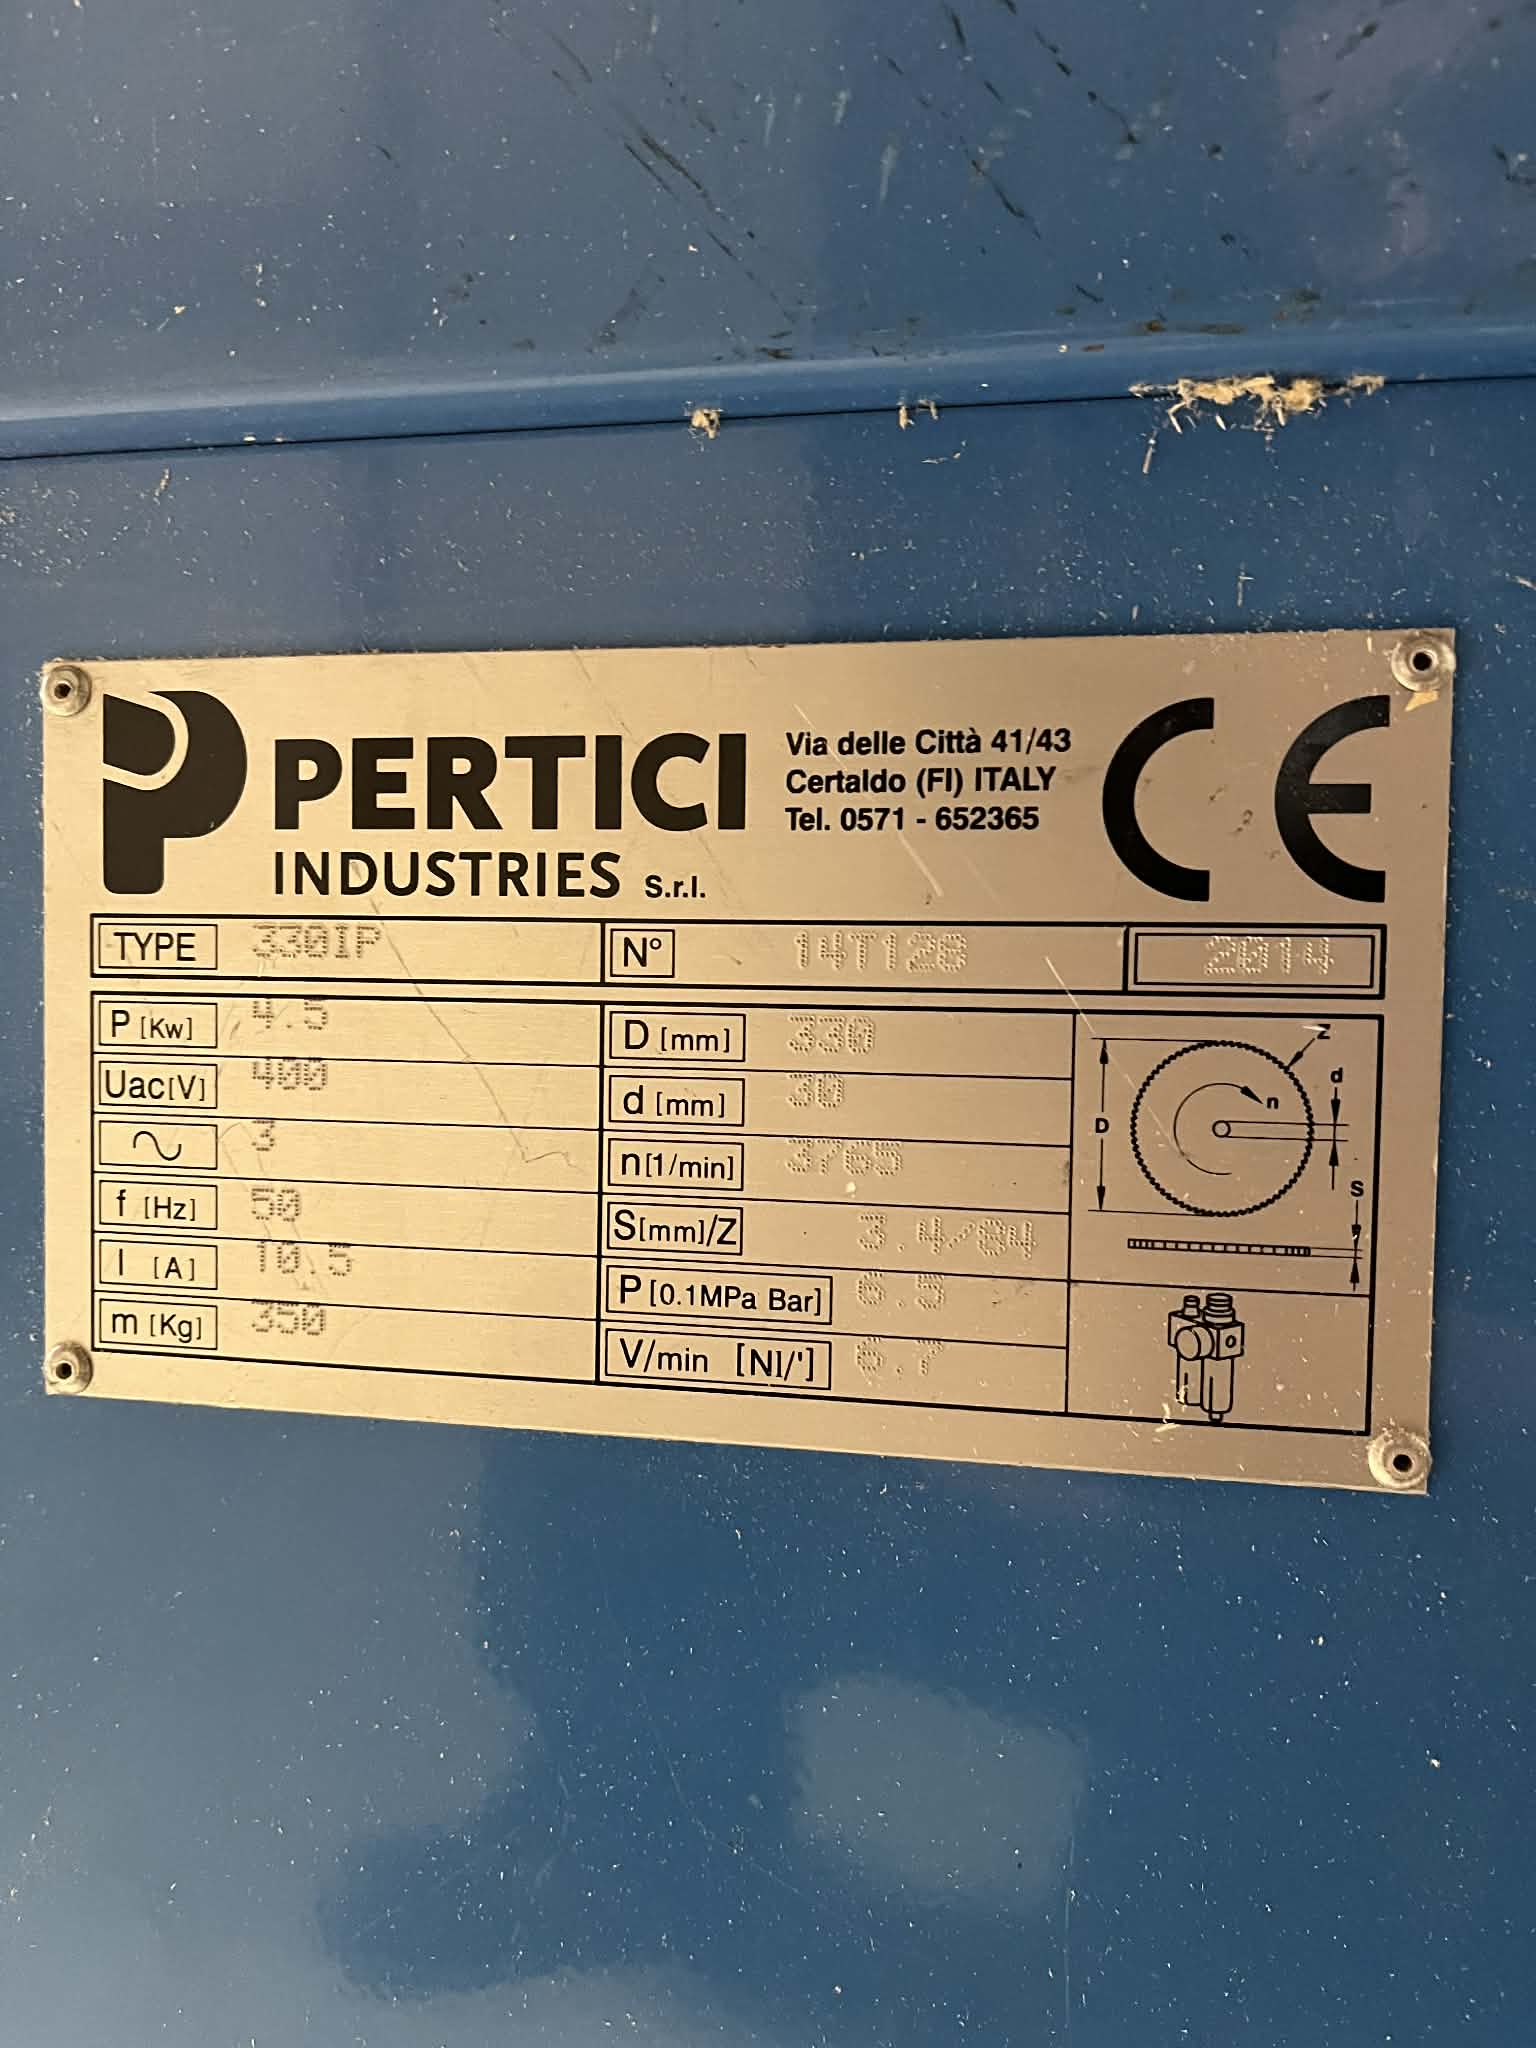 PERTICI
INDUSTRIES S.r.l.
Via delle Città 41/43
Certaldo (FI) ITALY
Tel. 0571 - 652365
CE
TYPE 330IP N° 14T128 2014
P [Kw] 4.5
Uac[V] 400
3
f [Hz] 50
I [A] 10.5
m [Kg] 350
D [mm] 330
d [mm] 30
n[1/min] 3765
S[mm]/Z 3.4/84
P [0.1MPa Bar] 6.5
V/min [Nl/'] 6.7
Z
d
n
D
S